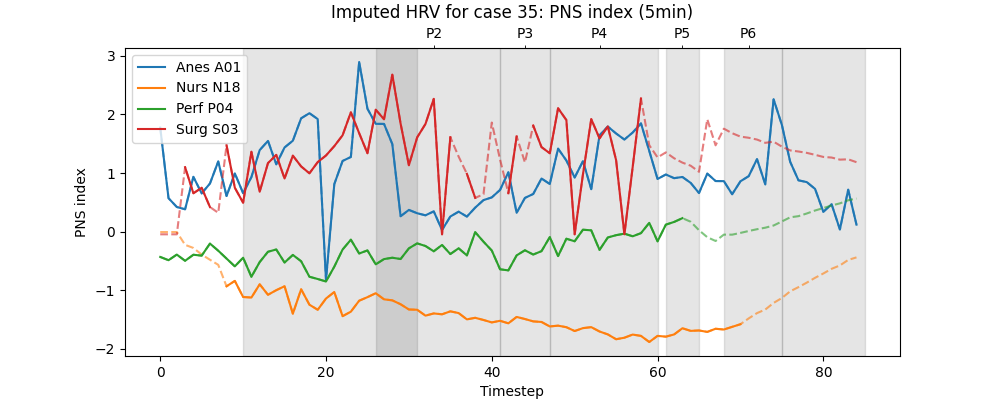 Imputed HRV for case 35: PNS index (5min)
P2 P3 P4 P5 P6
Anes A01
Nurs N18
Perf P04
Surg S03
PNS index
3
2
1
0
−1
−2
0 20 40 60 80
Timestep